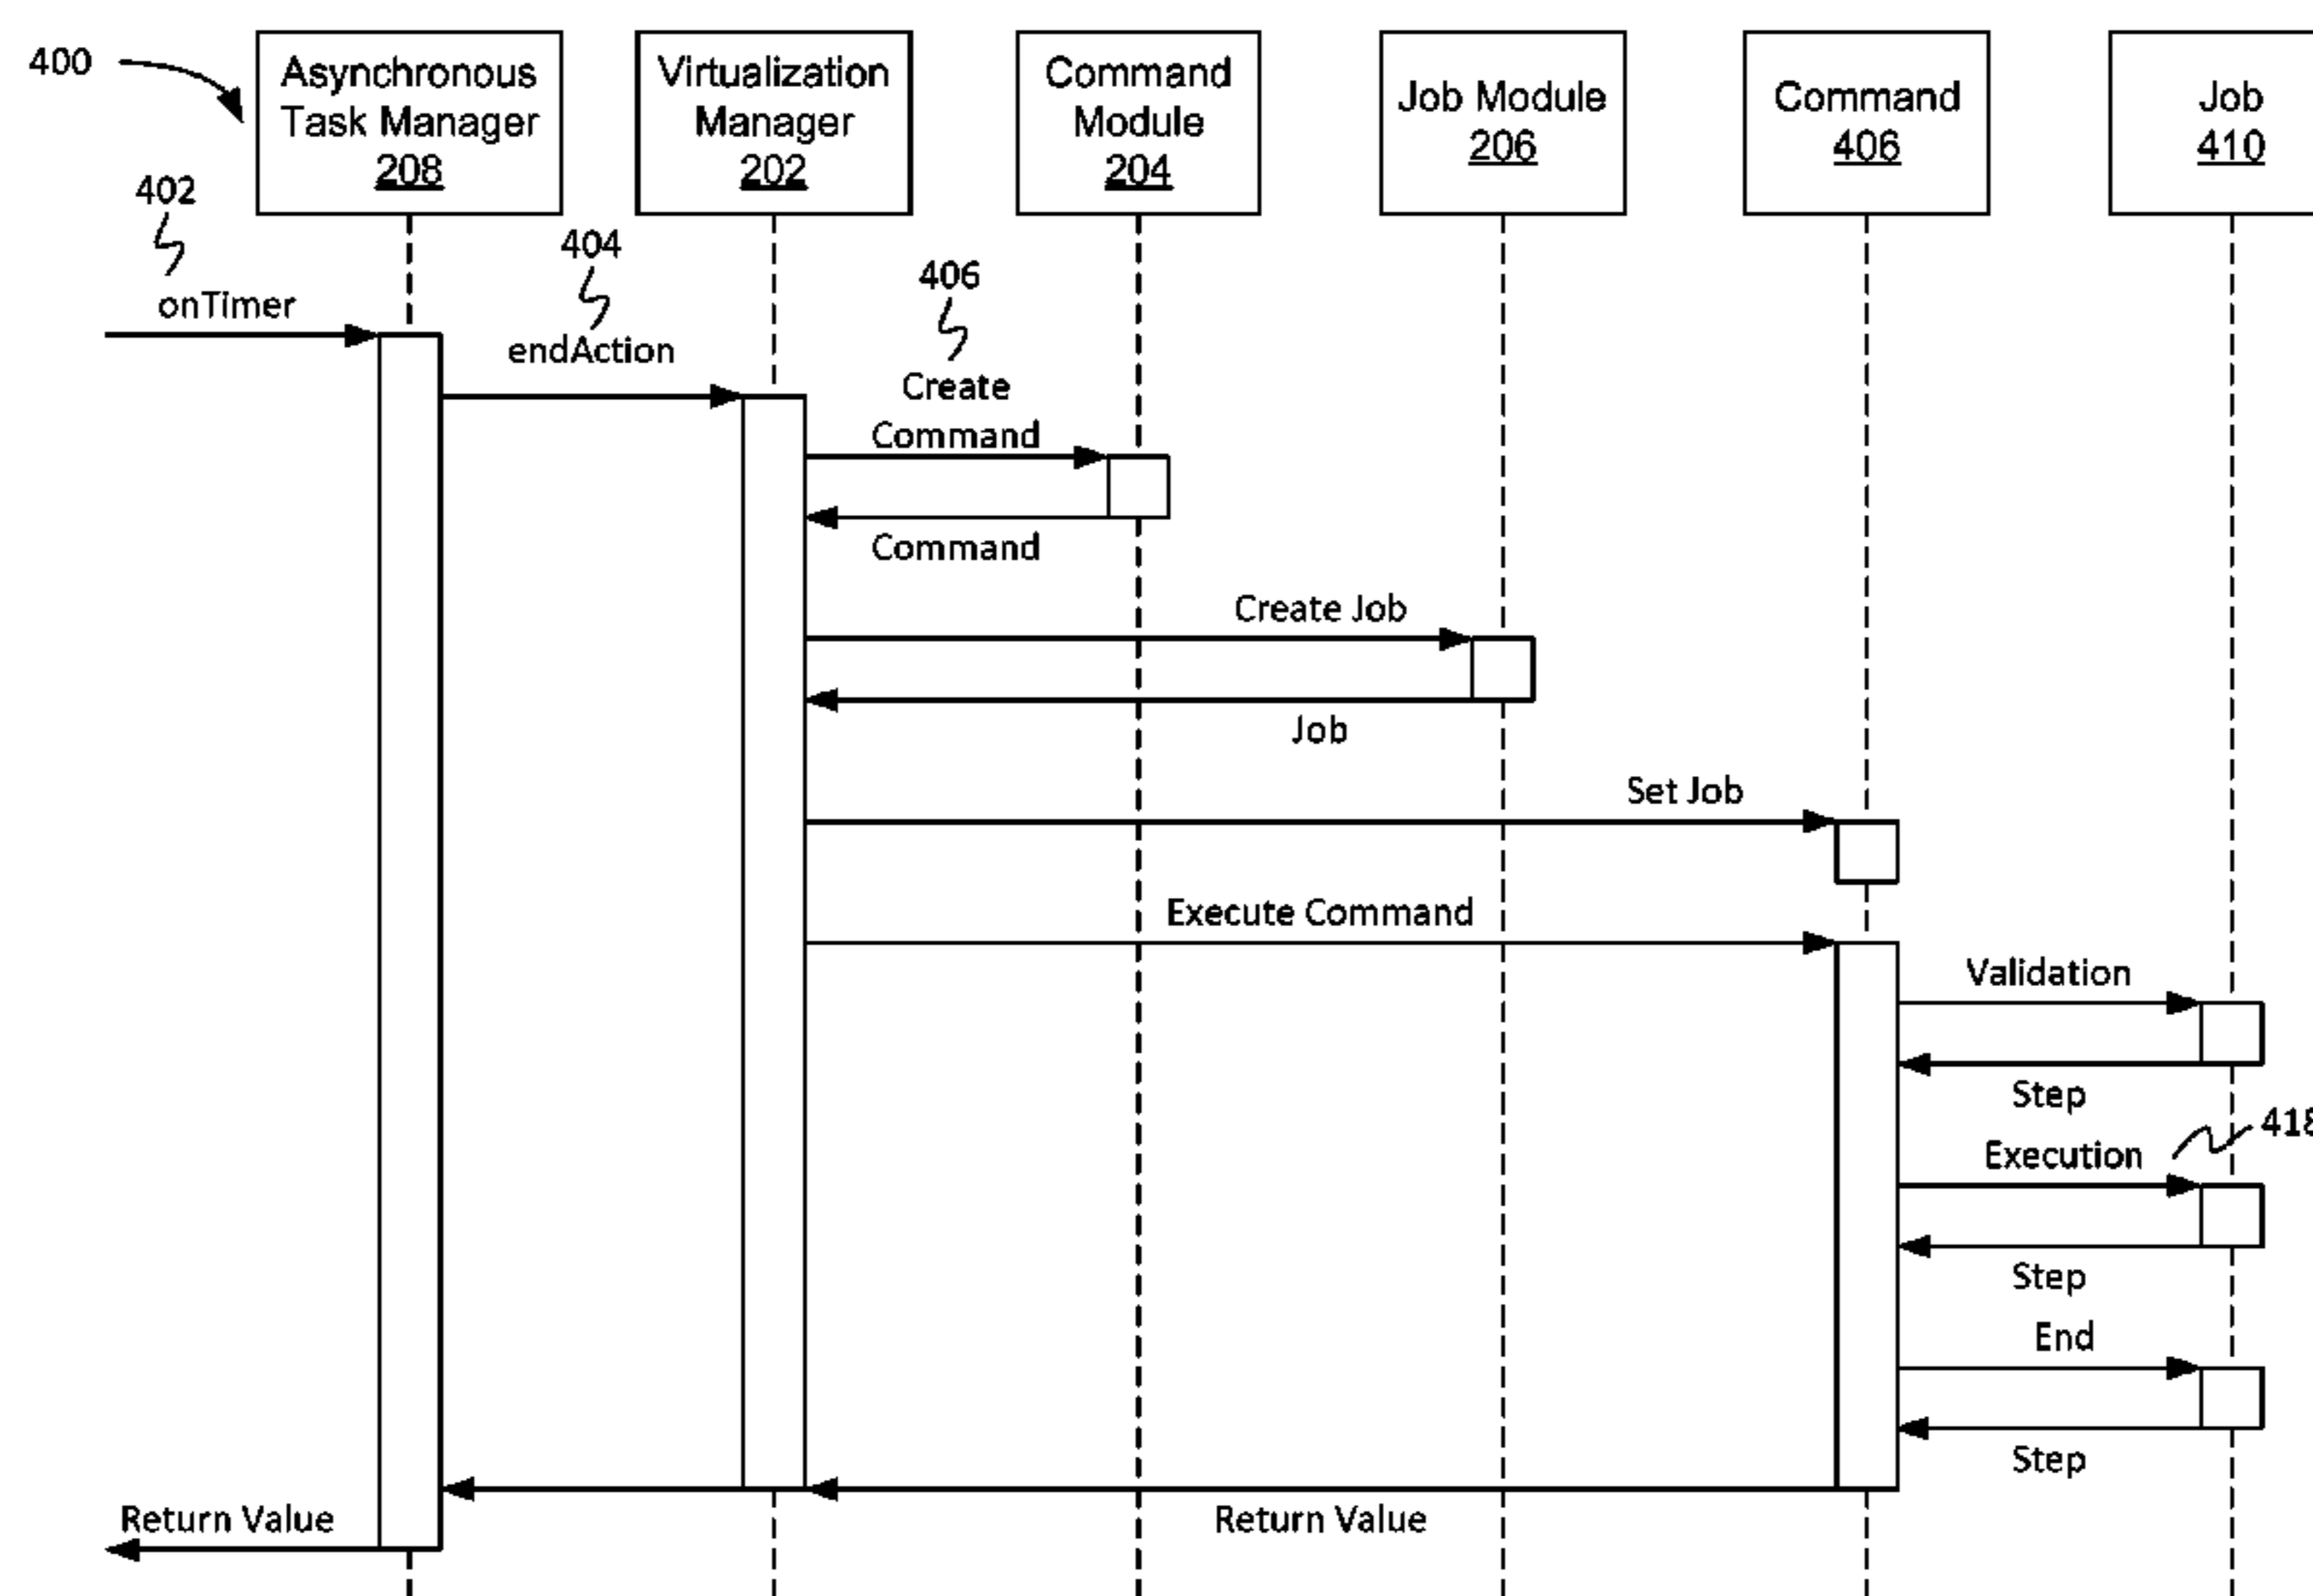 400
Asynchronous
Task Manager
208
Virtualization
Manager
202
Command
Module
204
Job Module
206
Command
406
Job
410
402
onTimer
404
endAction
406
Create
Command
Command
Create Job
Job
Set Job
Execute Command
Validation
Step
418
Execution
Step
End
Step
Return Value
Return Value